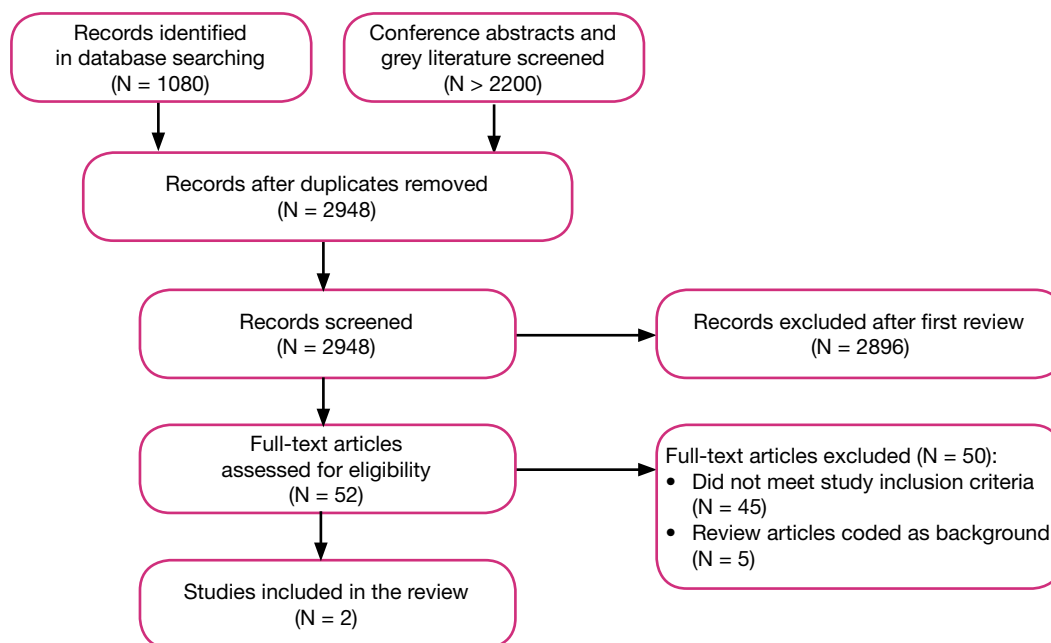 Records identified
in database searching
(N = 1080)
Conference abstracts and
grey literature screened
(N > 2200)
Records after duplicates removed
(N = 2948)
Records screened
(N = 2948)
Records excluded after first review
(N = 2896)
Full-text articles
assessed for eligibility
(N = 52)
Full-text articles excluded (N = 50):
• Did not meet study inclusion criteria
(N = 45)
• Review articles coded as background
(N = 5)
Studies included in the review
(N = 2)